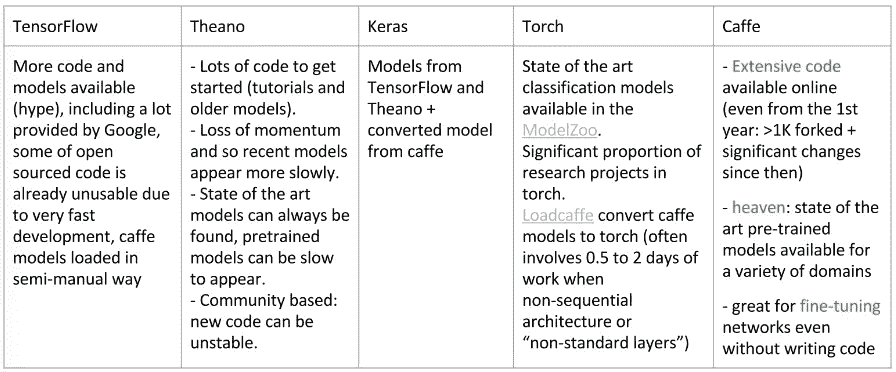 TensorFlow
Theano
Keras
Torch
Caffe
More code and
models available
(hype), including a lot
provided by Google,
some of open
sourced code is
already unusable due
to very fast
development, caffe
models loaded in
semi-manual way
- Lots of code to get
started (tutorials and
older models).
- Loss of momentum
and so recent models
appear more slowly.
- State of the art
models can always be
found, pretrained
models can be slow
to appear.
- Community based:
new code can be
unstable.
Models from
TensorFlow and
Theano +
converted model
from caffe
State of the art
classification models
available in the
ModelZoo.
Significant proportion of
research projects in
torch.
Loadcaffe convert caffe
models to torch (often
involves 0.5 to 2 days of
work when
non-sequential
architecture or
“non-standard layers”)
- Extensive code
available online
(even from the 1st
year: >1K forked +
significant changes
since then)
- heaven: state of the
art pre-trained
models available for
a variety of domains
- great for fine-tuning
networks even
without writing code